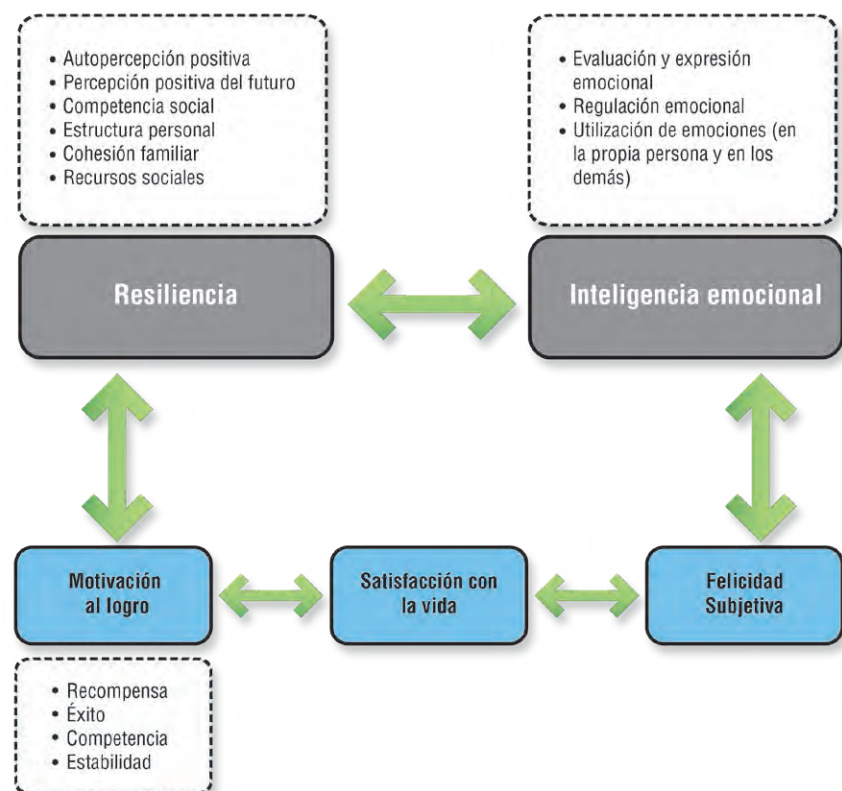 • Autopercepción positiva
• Percepción positiva del futuro
• Competencia social
• Estructura personal
• Cohesión familiar
• Recursos sociales
• Evaluación y expresión
emocional
• Regulación emocional
• Utilización de emociones (en
la propia persona y en los
demás)
Resiliencia
Inteligencia emocional
Motivación
al logro
Satisfacción con
la vida
Felicidad
Subjetiva
• Recompensa
• Éxito
• Competencia
• Estabilidad